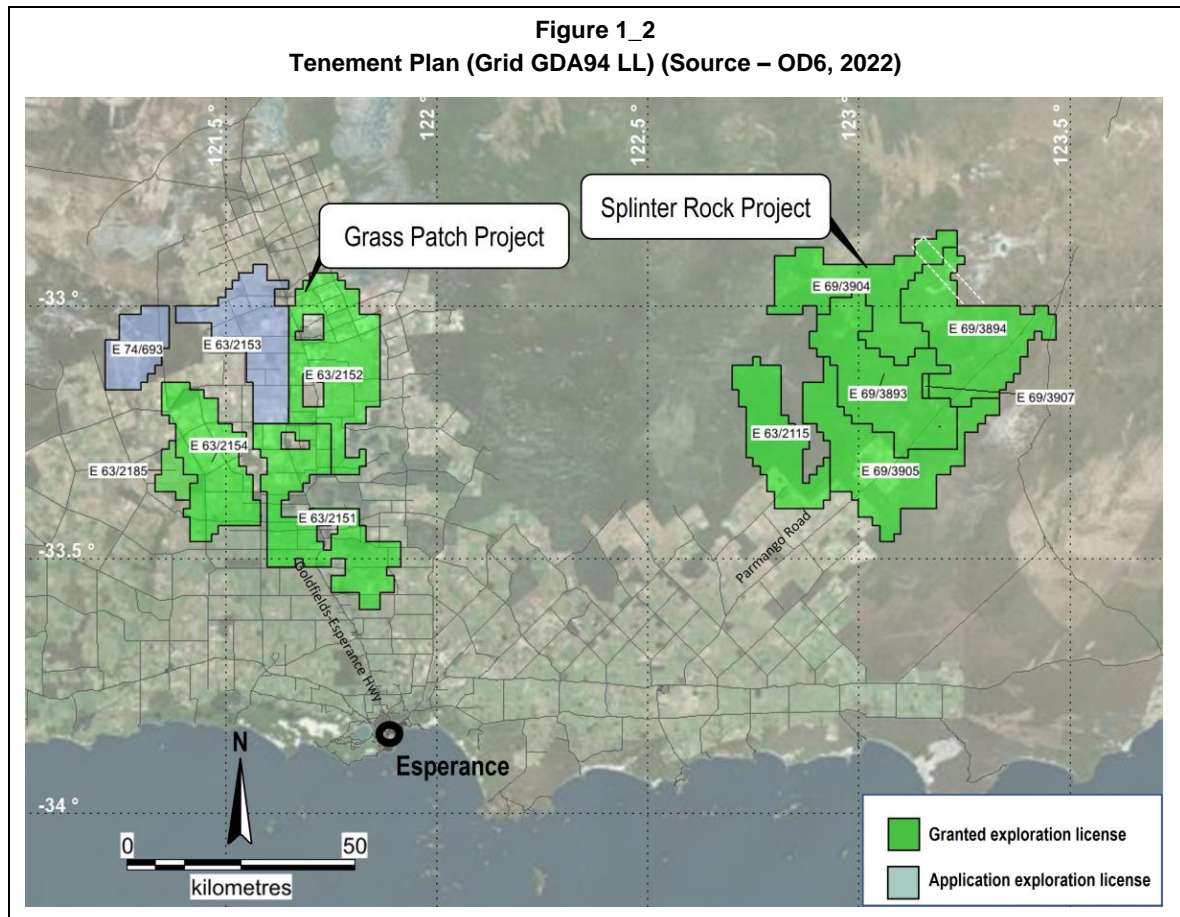 Figure 1_2
Tenement Plan (Grid GDA94 LL) (Source – OD6, 2022)
121.5 °
122 °
122.5 °
123 °
123.5 °
Splinter Rock Project
Grass Patch Project
-33 °
E 69/3904
E 69/3894
E 74/693
E 63/2153
E 63/2152
E 69/3893
E 69/3907
E 63/2154
E 63/2115
E 63/2185
E 69/3905
E 63/2151
-33.5 °
Parmango Road
Goldfields-Esperance Hwy
N
Esperance
-34 °
0 50
kilometres
Granted exploration license
Application exploration license